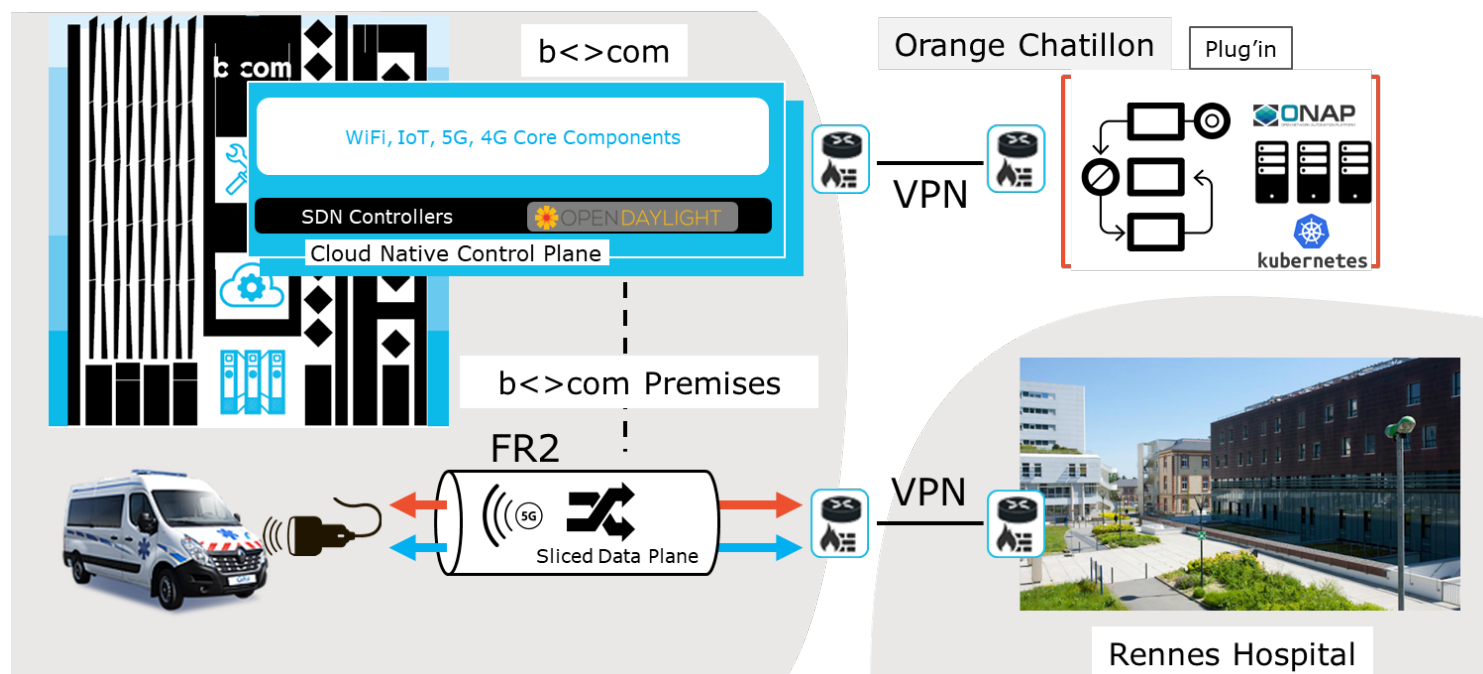 b<>com
Orange Chatillon
Plug'in
b<>com
WiFi, IoT, 5G, 4G Core Components
SDN Controllers
OPENDAYLIGHT
Cloud Native Control Plane
VPN
ONAP
kubernetes
b<>com Premises
FR2
5G
Sliced Data Plane
VPN
Rennes Hospital